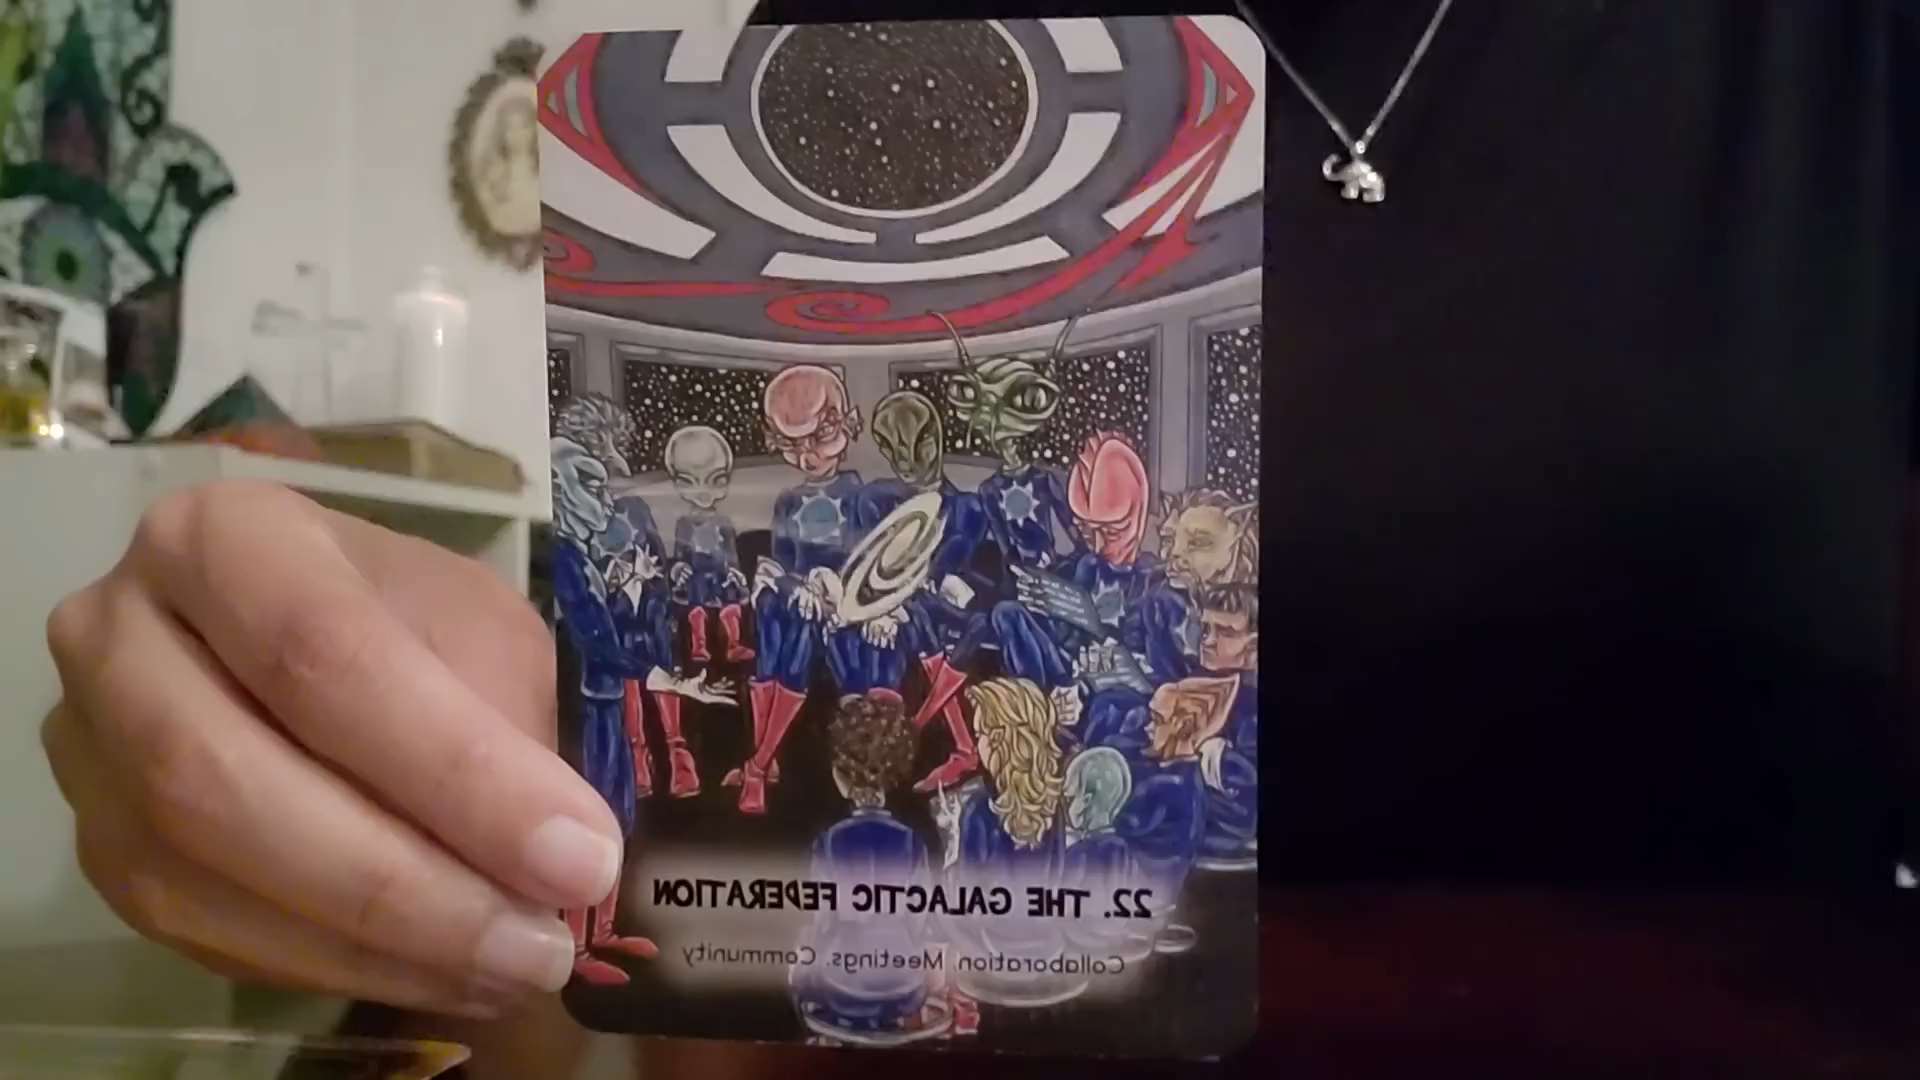 22. THE GALACTIC FEDERATION
Collaboration. Meetings. Community